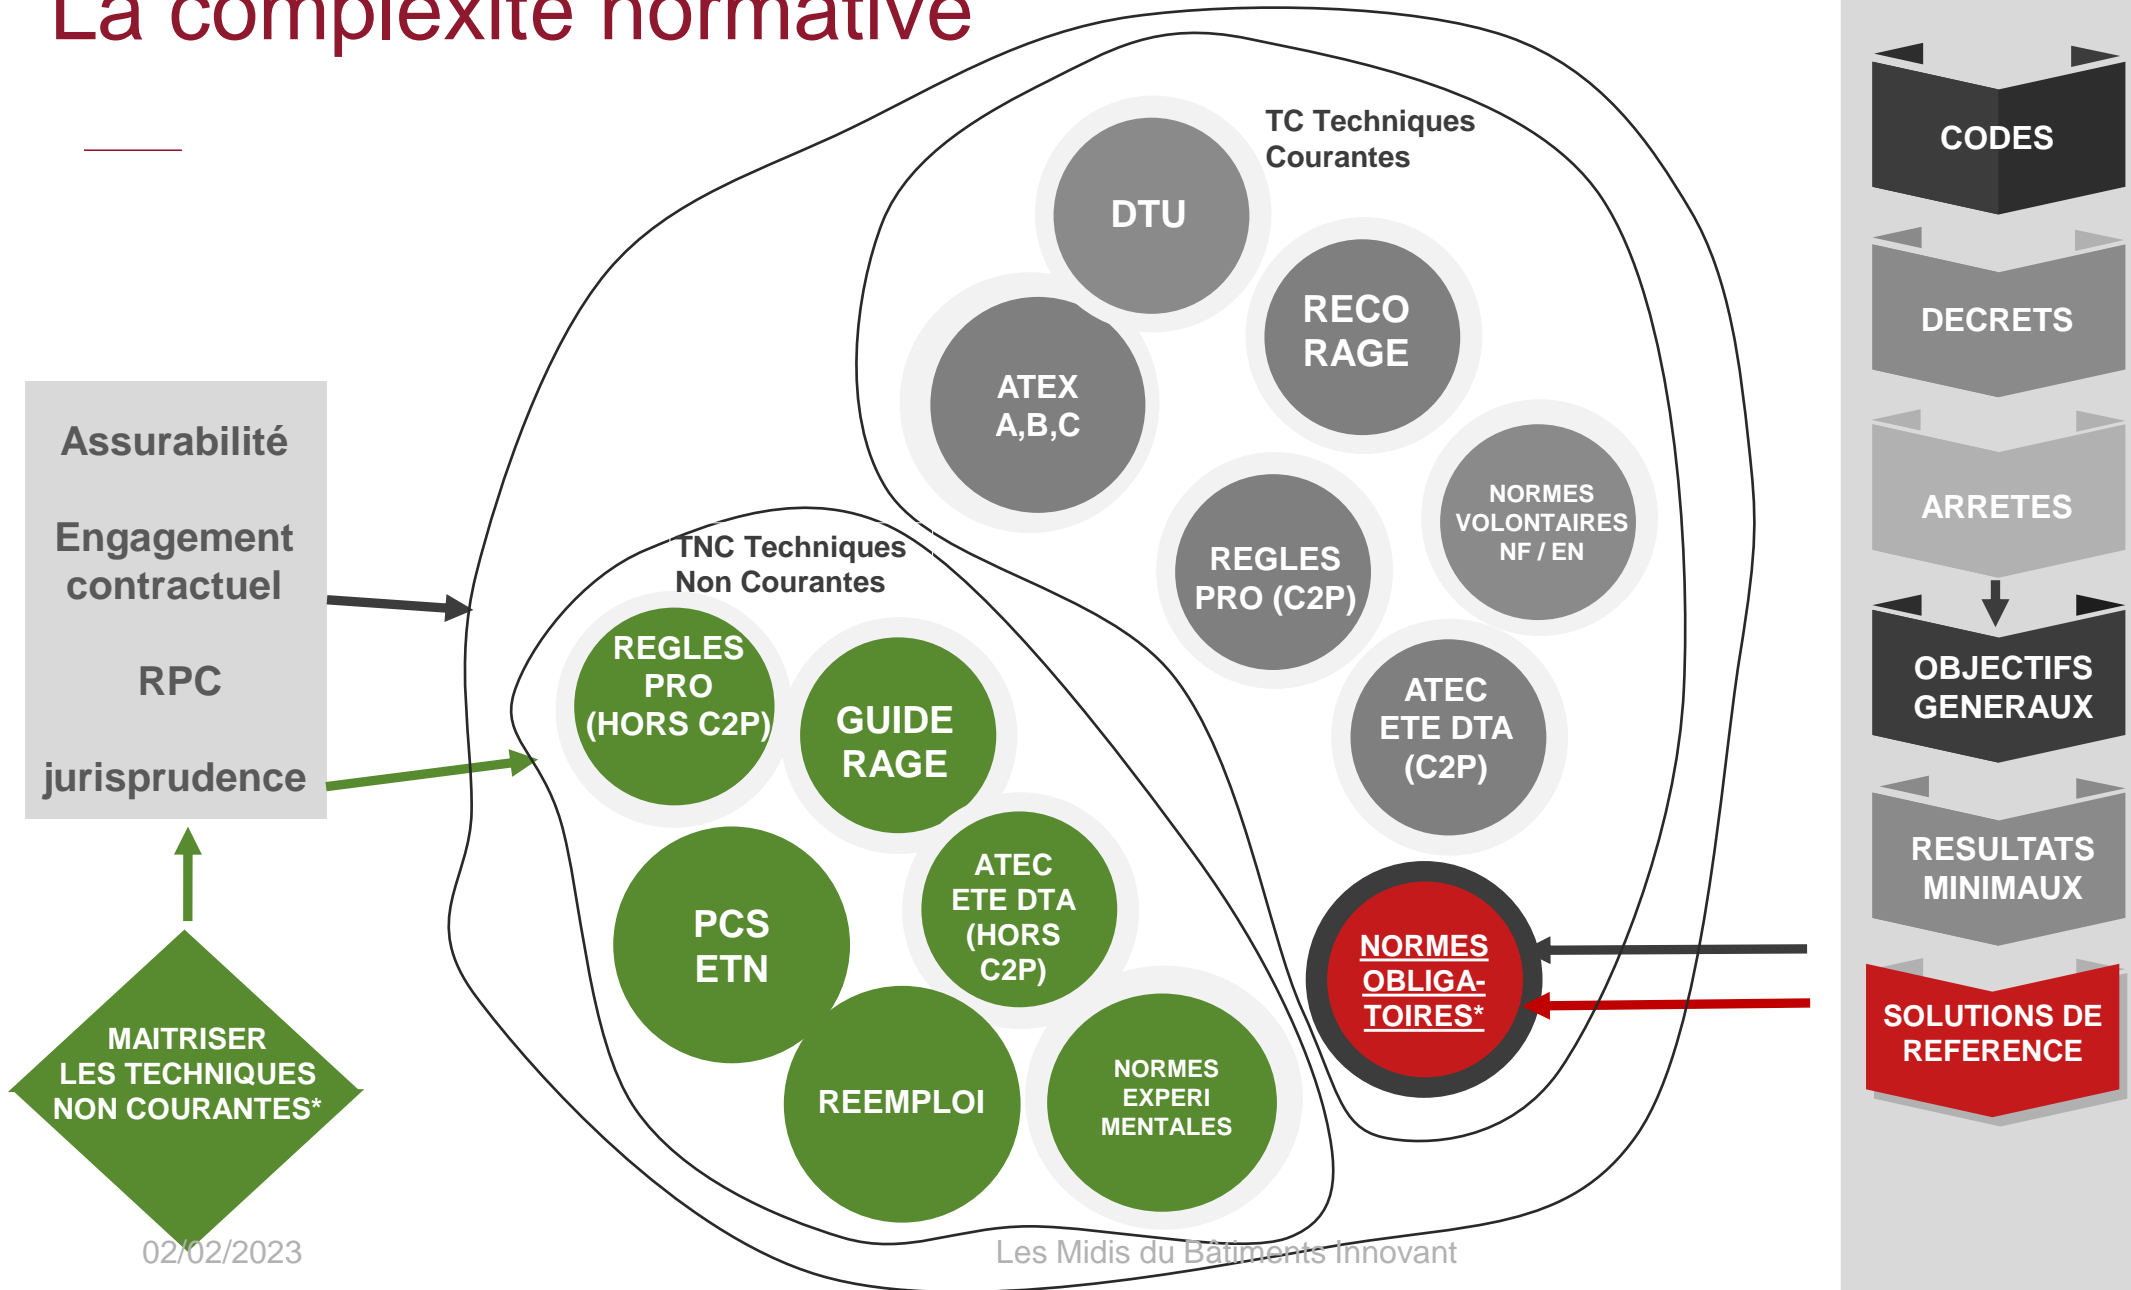 La complexité normative
TC Techniques
Courantes
DTU
RECO
RAGE
ATEX
A,B,C
NORMES
VOLONTAIRES
NF / EN
REGLES
PRO (C2P)
ATEC
ETE DTA
(C2P)
NORMES
OBLIGA-
TOIRES*
TNC Techniques
Non Courantes
REGLES
PRO
(HORS C2P)
GUIDE
RAGE
ATEC
ETE DTA
(HORS
C2P)
PCS
ETN
REEMPLOI
NORMES
EXPERI
MENTALES
Assurabilité
Engagement
contractuel
RPC
jurisprudence
MAITRISER
LES TECHNIQUES
NON COURANTES*
CODES
DECRETS
ARRETES
OBJECTIFS
GENERAUX
RESULTATS
MINIMAUX
SOLUTIONS DE
REFERENCE
02/02/2023
Les Midis du Bâtiments Innovant